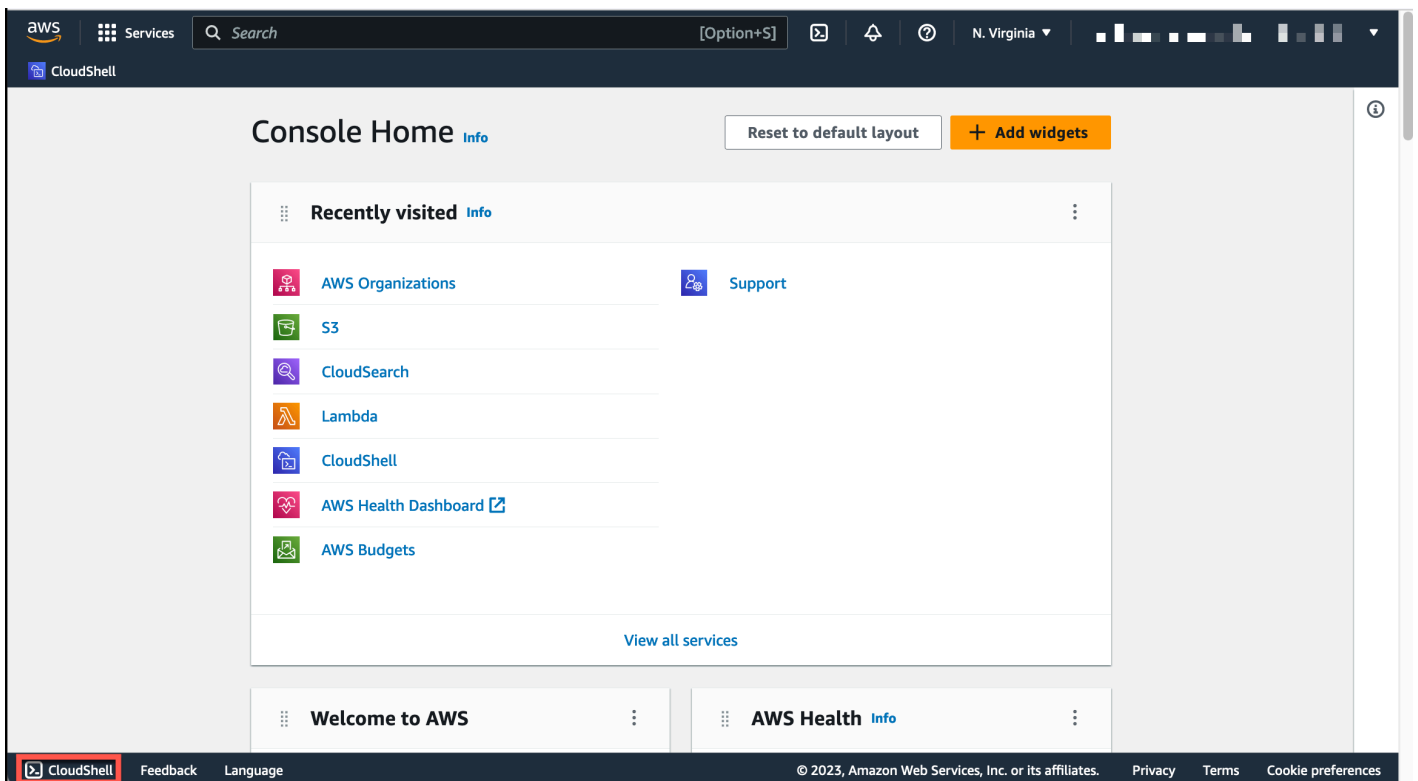 aws Services Search [Option+S] N. Virginia
CloudShell
Console Home Info Reset to default layout + Add widgets
Recently visited Info
AWS Organizations
S3
CloudSearch
Lambda
CloudShell
AWS Health Dashboard
AWS Budgets
Support
View all services
Welcome to AWS
AWS Health Info
CloudShell Feedback Language © 2023, Amazon Web Services, Inc. or its affiliates. Privacy Terms Cookie preferences